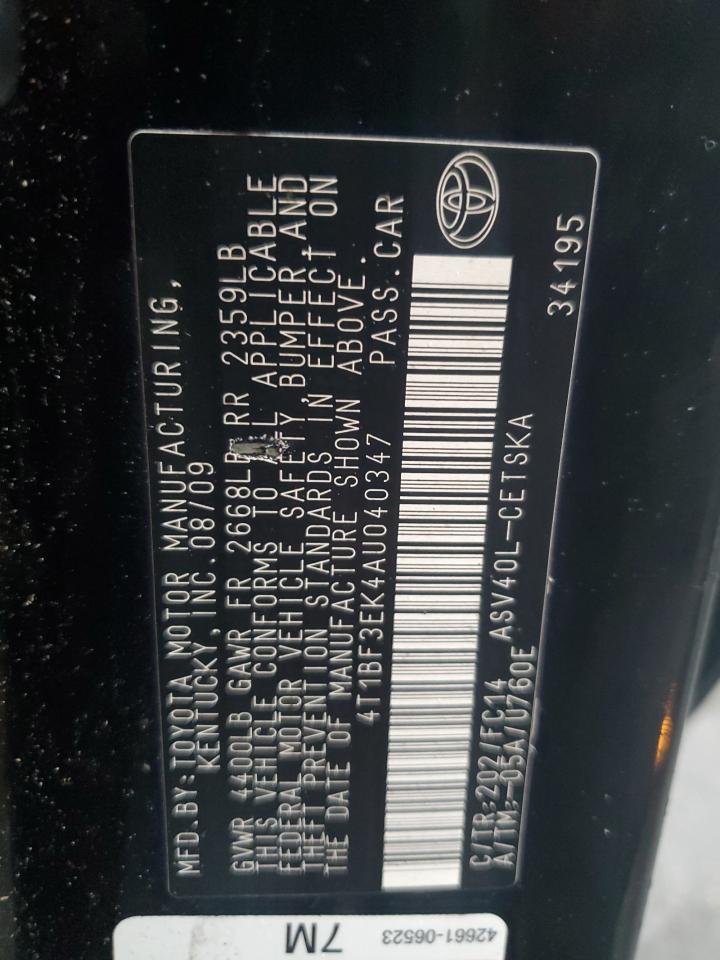 MFD.BY:TOYOTA MOTOR MANUFACTURING,
KENTUCKY, INC.08/09
GVWR 4400LB GAWR FR 2668LB RR 2359LB
THIS VEHICLE CONFORMS TO ALL APPLICABLE
FEDERAL MOTOR VEHICLE SAFETY, BUMPER, AND
THEFT PREVENTION STANDARDS IN EFFECT ON
THE DATE OF MANUFACTURE SHOWN ABOVE.
4T1BF3EK4AU040347 PASS.CAR
C/TR:202/FC14 ASV40L-CETSKA
A/TM:-05A/U760E 34195
7M
42661-06523